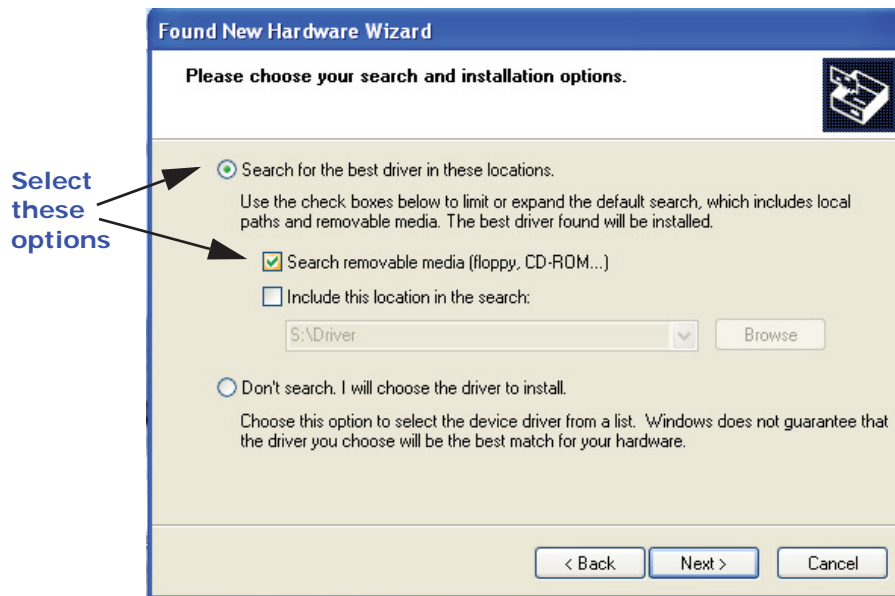 Found New Hardware Wizard
Please choose your search and installation options.
Select
these
options
Search for the best driver in these locations.
Use the check boxes below to limit or expand the default search, which includes local
paths and removable media. The best driver found will be installed.
Search removable media (floppy, CD-ROM...)
Include this location in the search:
S:\Driver
Browse
Don't search. I will choose the driver to install.
Choose this option to select the device driver from a list.  Windows does not guarantee that
the driver you choose will be the best match for your hardware.
< Back
Next >
Cancel